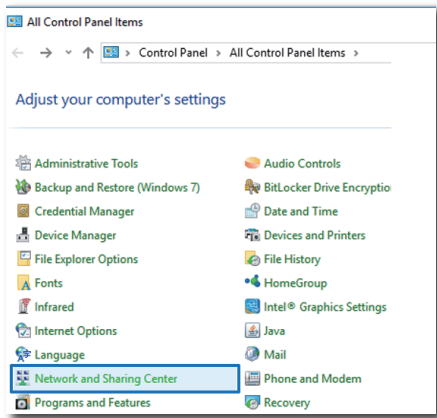 All Control Panel Items
Control Panel > All Control Panel Items >
Adjust your computer's settings
Administrative Tools
Audio Controls
Backup and Restore (Windows 7)
BitLocker Drive Encryptio
Credential Manager
Date and Time
Device Manager
Devices and Printers
File Explorer Options
File History
Fonts
HomeGroup
Infrared
Intel® Graphics Settings
Internet Options
Java
Language
Mail
Network and Sharing Center
Phone and Modem
Programs and Features
Recovery